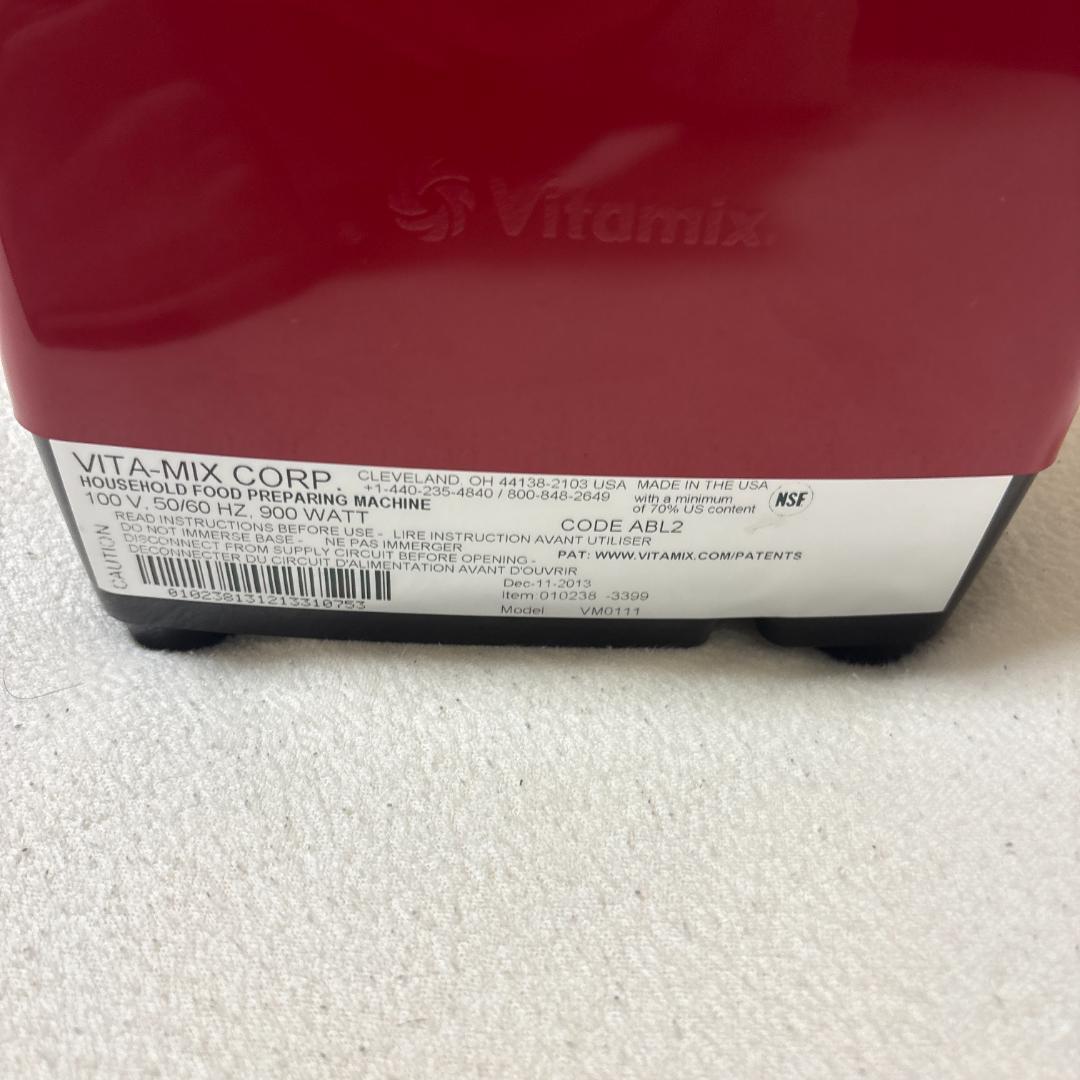 Vitamix.
VITA-MIX CORP. CLEVELAND, OH 44138-2103 USA MADE IN THE USA
HOUSEHOLD FOOD PREPARING MACHINE +1-440-235-4840 / 800-848-2649 with a minimum
of 70% US content
NSF
100 V. 50/60 HZ. 900 WATT
CODE ABL2
CAUTION
READ INSTRUCTIONS BEFORE USE - LIRE INSTRUCTION AVANT UTILISER
DO NOT IMMERSE BASE - NE PAS IMMERGER
PAT: WWW.VITAMIX.COM/PATENTS
DISCONNECT FROM SUPPLY CIRCUIT BEFORE OPENING -
DECONNECTER DU CIRCUIT D'ALIMENTATION AVANT D'OUVRIR
010238131213310753
Dec-11-2013
Item 010238 -3399
Model VM0111